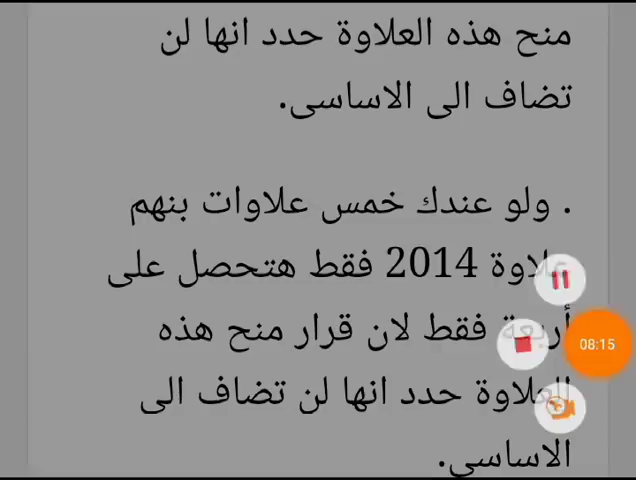 منح هذه العلاوة حدد انها لن
تضاف الى الاساسى.
. ولو عندك خمس علاوات بنهم
علاوة 2014 فقط هتحصل على
أربعة فقط لان قرار منح هذه
العلاوة حدد انها لن تضاف الى
الاساسى.
08:15